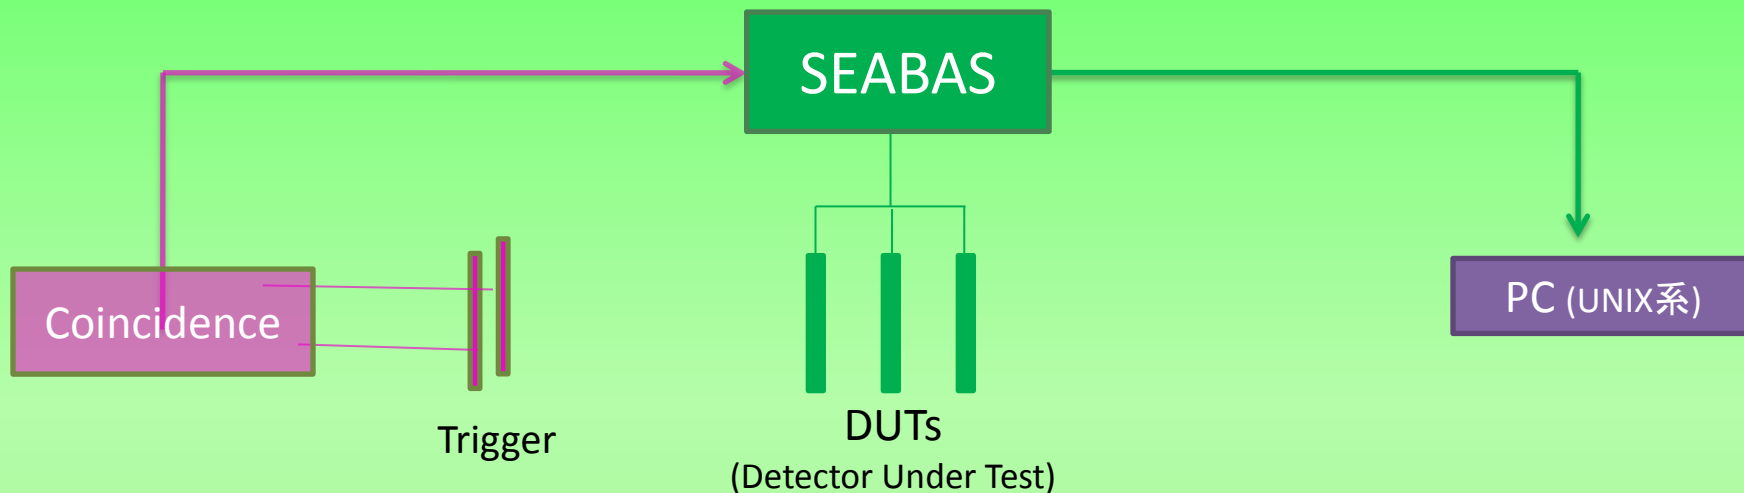 SEABAS
Coincidence
Trigger
DUTs
(Detector Under Test)
PC (UNIX系)